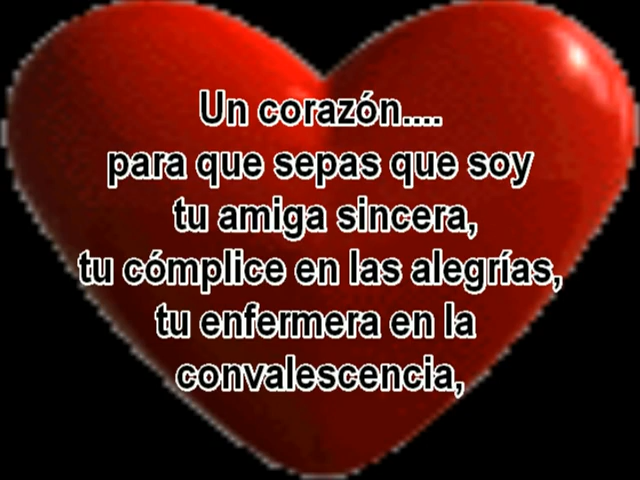 Un corazón....
para que sepas que soy
tu amiga sincera,
tu cómplice en las alegrías,
tu enfermera en la
convalescencia,